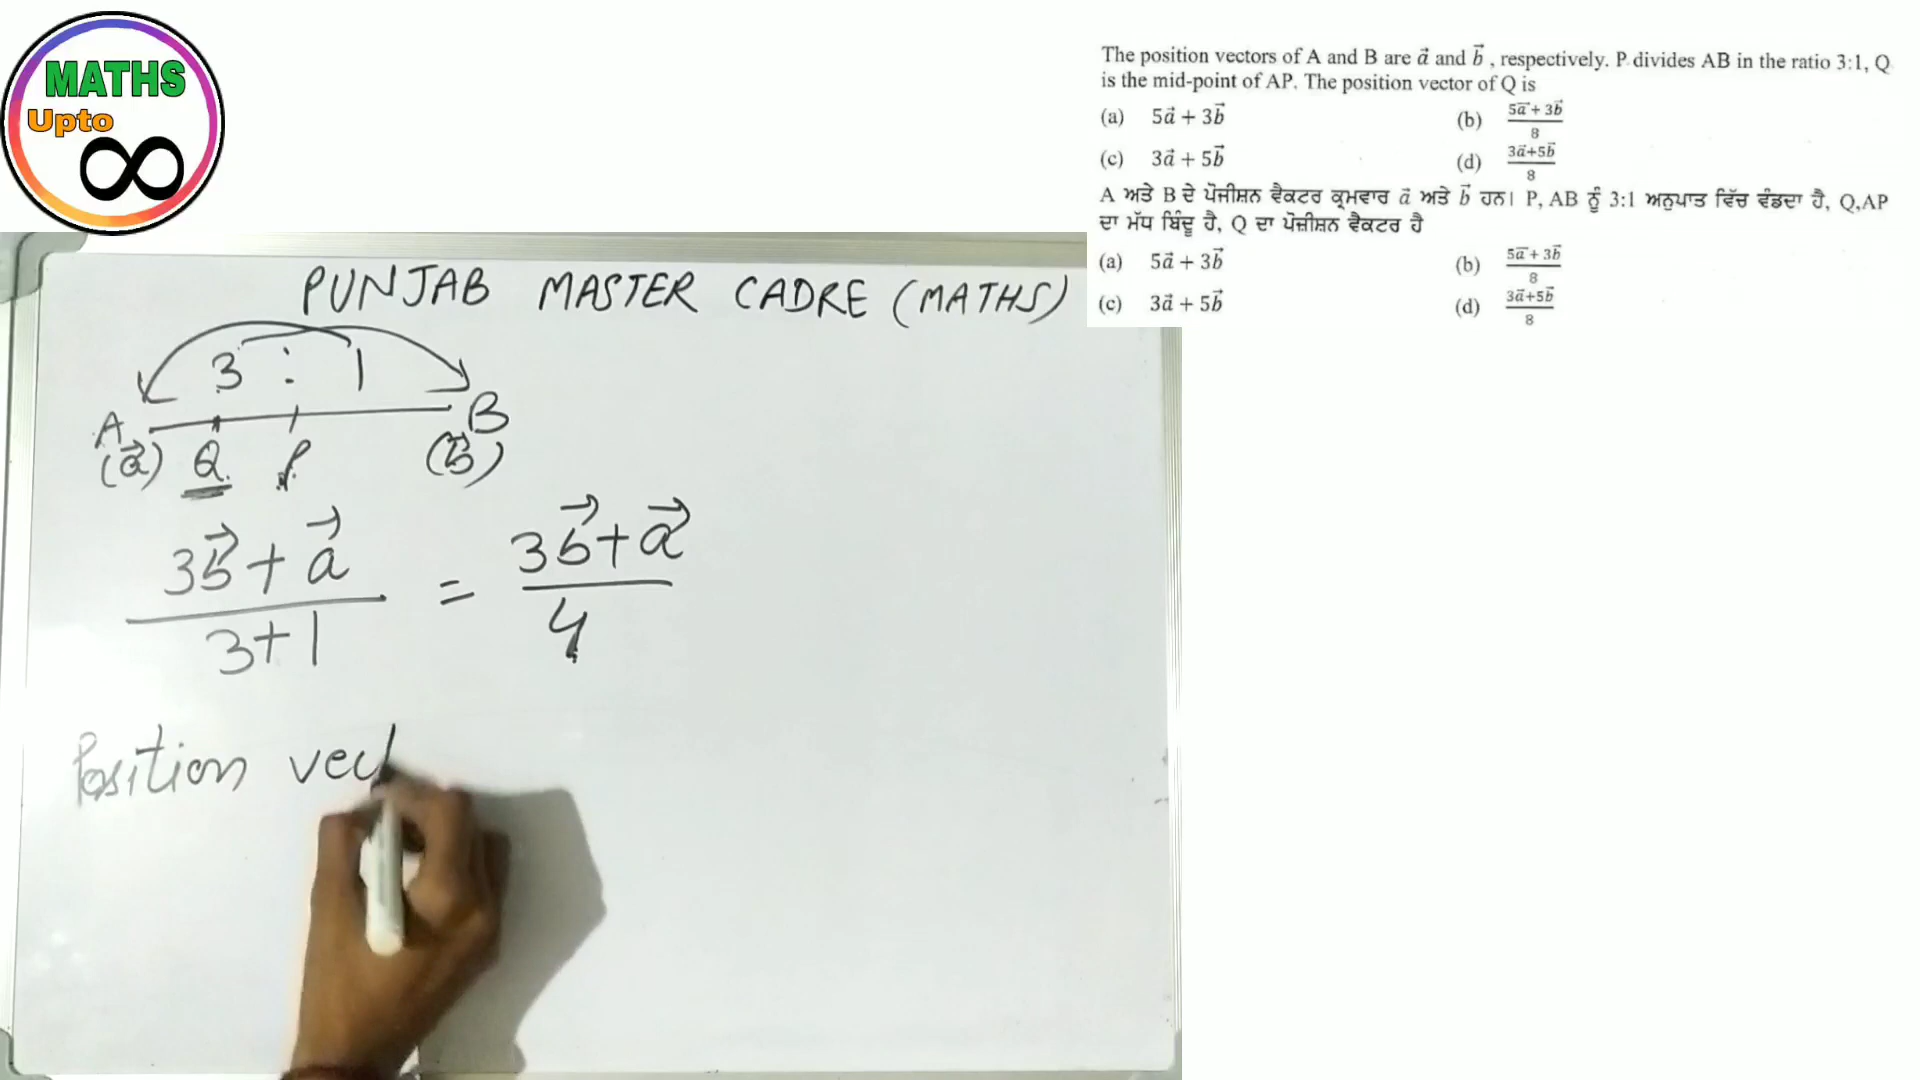 MATHS
Upto
∞
The position vectors of A and B are a⃗ and b⃗ , respectively. P divides AB in the ratio 3:1, Q
is the mid-point of AP. The position vector of Q is
(a) 5a⃗ + 3b⃗ (b) (5a⃗ + 3b⃗)/8
(c) 3a⃗ + 5b⃗ (d) (3a⃗+5b⃗)/8
A ਅਤੇ B ਦੇ ਪੋਜੀਸ਼ਨ ਵੈਕਟਰ ਕ੍ਰਮਵਾਰ a⃗ ਅਤੇ b⃗ ਹਨ। P, AB ਨੂੰ 3:1 ਅਨੁਪਾਤ ਵਿੱਚ ਵੰਡਦਾ ਹੈ, Q,AP
ਦਾ ਮੱਧ ਬਿੰਦੂ ਹੈ, Q ਦਾ ਪੋਜ਼ੀਸ਼ਨ ਵੈਕਟਰ ਹੈ
(a) 5a⃗ + 3b⃗ (b) (5a⃗ + 3b⃗)/8
(c) 3a⃗ + 5b⃗ (d) (3a⃗+5b⃗)/8
PUNJAB MASTER CADRE (MATHS)
3 : 1
A B
(a⃗) Q P (b⃗)
3b⃗ + a⃗ / 3+1 = 3b⃗+a⃗ / 4
Position vect